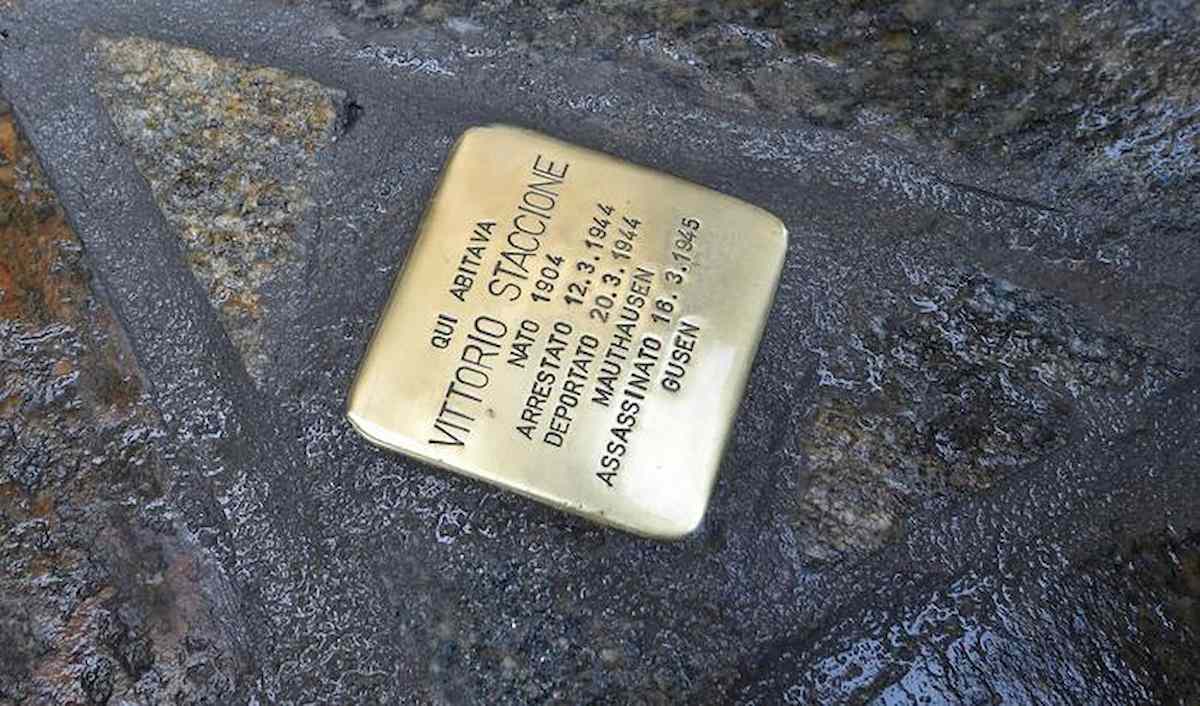 QUI ABITAVA
VITTORIO STACCIONE
NATO 1904
ARRESTATO 12.3.1944
DEPORTATO 20.3.1944
MAUTHAUSEN
ASSASSINATO 16.3.1945
GUSEN